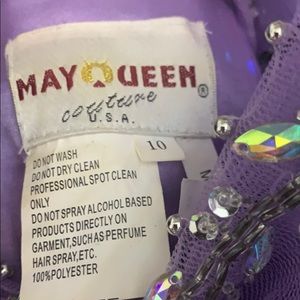 MAY QUEEN ®
couture
U.S.A.
10
DO NOT WASH
DO NOT DRY CLEAN
PROFESSIONAL SPOT CLEAN
ONLY
DO NOT SPRAY ALCOHOL BASED
PRODUCTS DIRECTLY ON
GARMENT,SUCH AS PERFUME
HAIR SPRAY,ETC.
100%POLYESTER